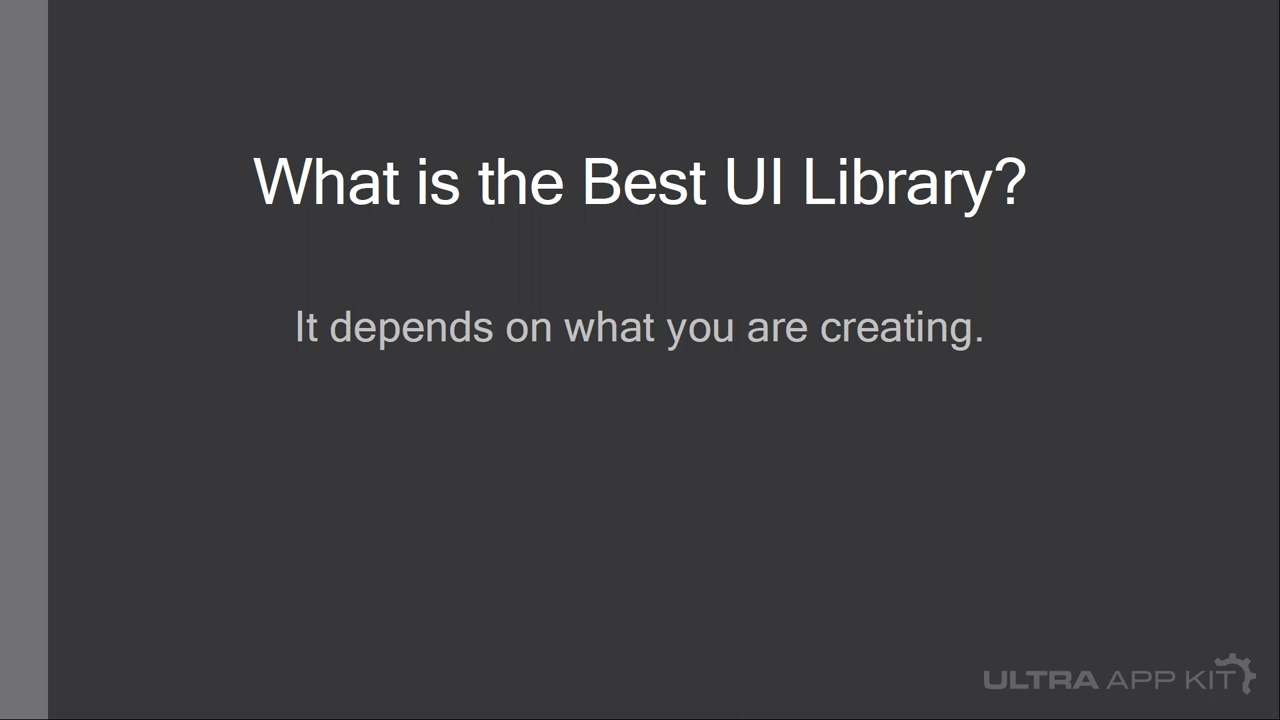 What is the Best UI Library?
It depends on what you are creating.
ULTRA APP KIT